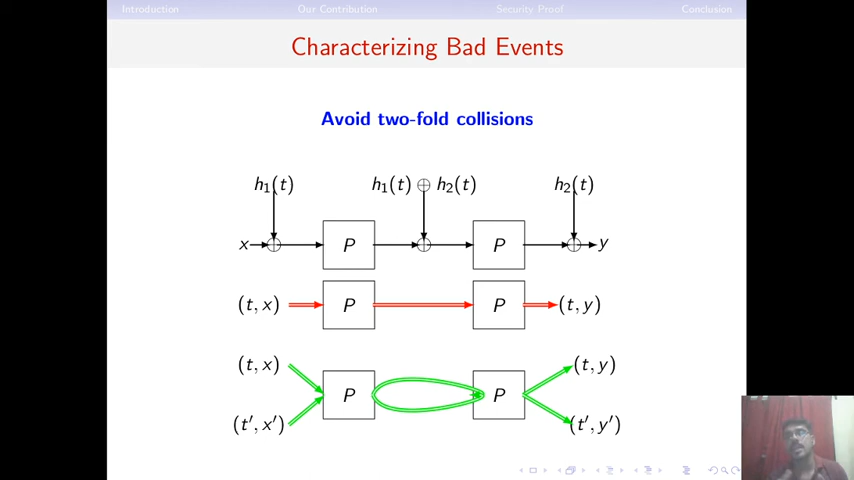 Introduction Our Contribution Security Proof Conclusion
Characterizing Bad Events
Avoid two-fold collisions
h₁(t) h₁(t) ⊕ h₂(t) h₂(t)
x P P y
(t, x) P P (t, y)
(t, x) (t, y)
P P
(t′, x′) (t′, y′)